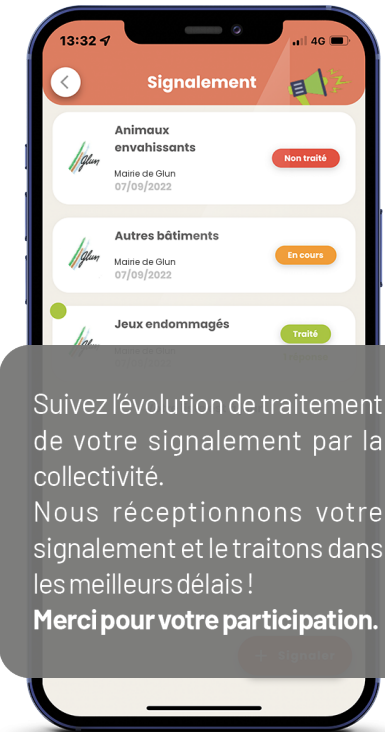 13:32
4G
Signalement
Animaux
envahissants
Mairie de Glun
07/09/2022
Non traité
Glun
Autres bâtiments
Mairie de Glun
07/09/2022
En cours
Glun
Jeux endommagés
Traité
Glun
Suivez l'évolution de traitement
de votre signalement par la
collectivité.
Nous réceptionnons votre
signalement et le traitons dans
les meilleurs délais !
Merci pour votre participation.
+ Signaler